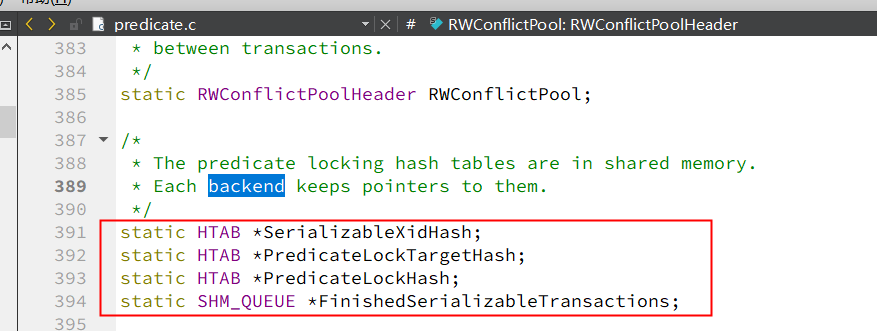 predicate.c
# RWConflictPool: RWConflictPoolHeader
383 * between transactions.
384 */
385 static RWConflictPoolHeader RWConflictPool;
386
387 /*
388 * The predicate locking hash tables are in shared memory.
389 * Each backend keeps pointers to them.
390 */
391 static HTAB *SerializableXidHash;
392 static HTAB *PredicateLockTargetHash;
393 static HTAB *PredicateLockHash;
394 static SHM_QUEUE *FinishedSerializableTransactions;
395